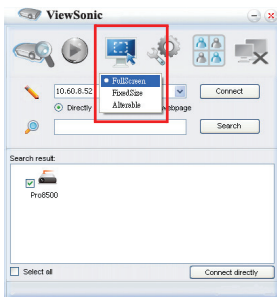 ViewSonic
FullScreen
FixedSize
Alterable
10.60.8.52
Connect
Directly
webpage
Search
Search result:
Pro8500
Select all
Connect directly